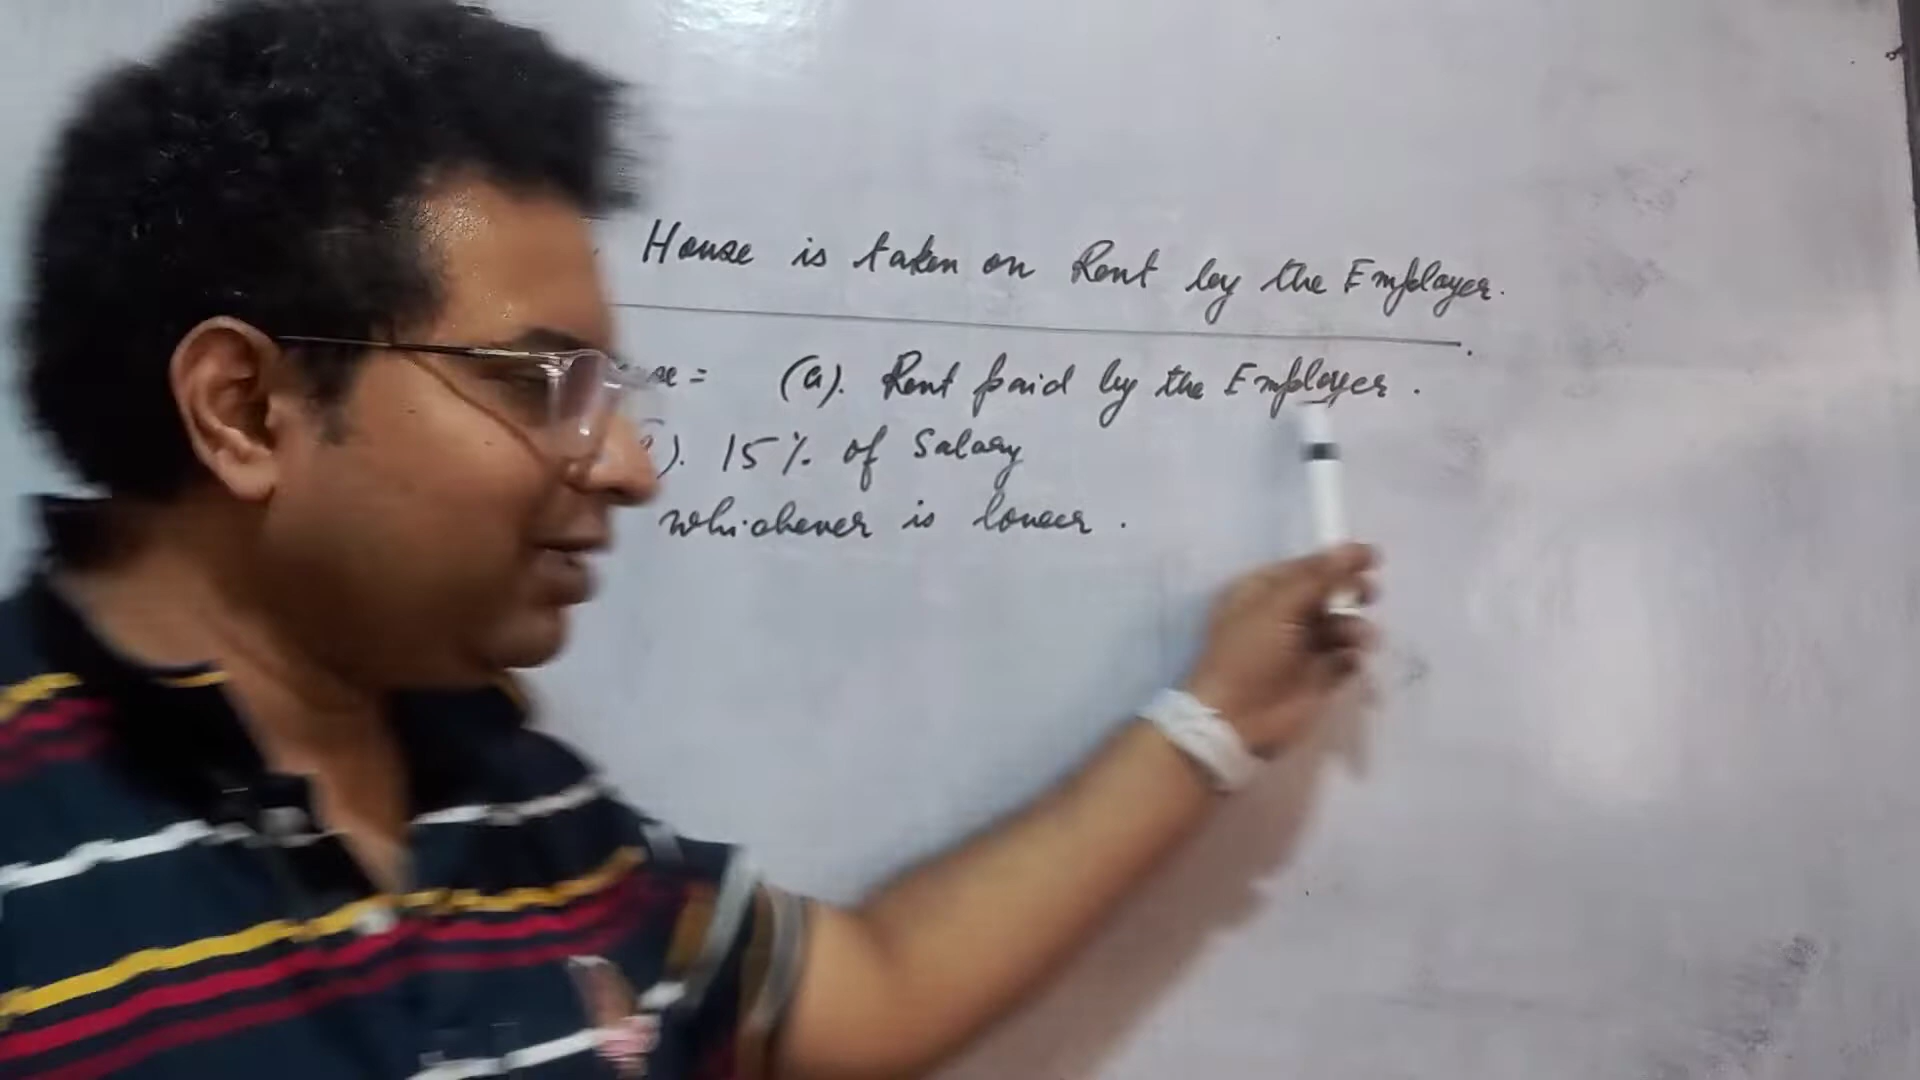 House is taken on Rent by the Employer.
= (a). Rent paid by the Employer.
). 15% of Salary
whichever is lower.